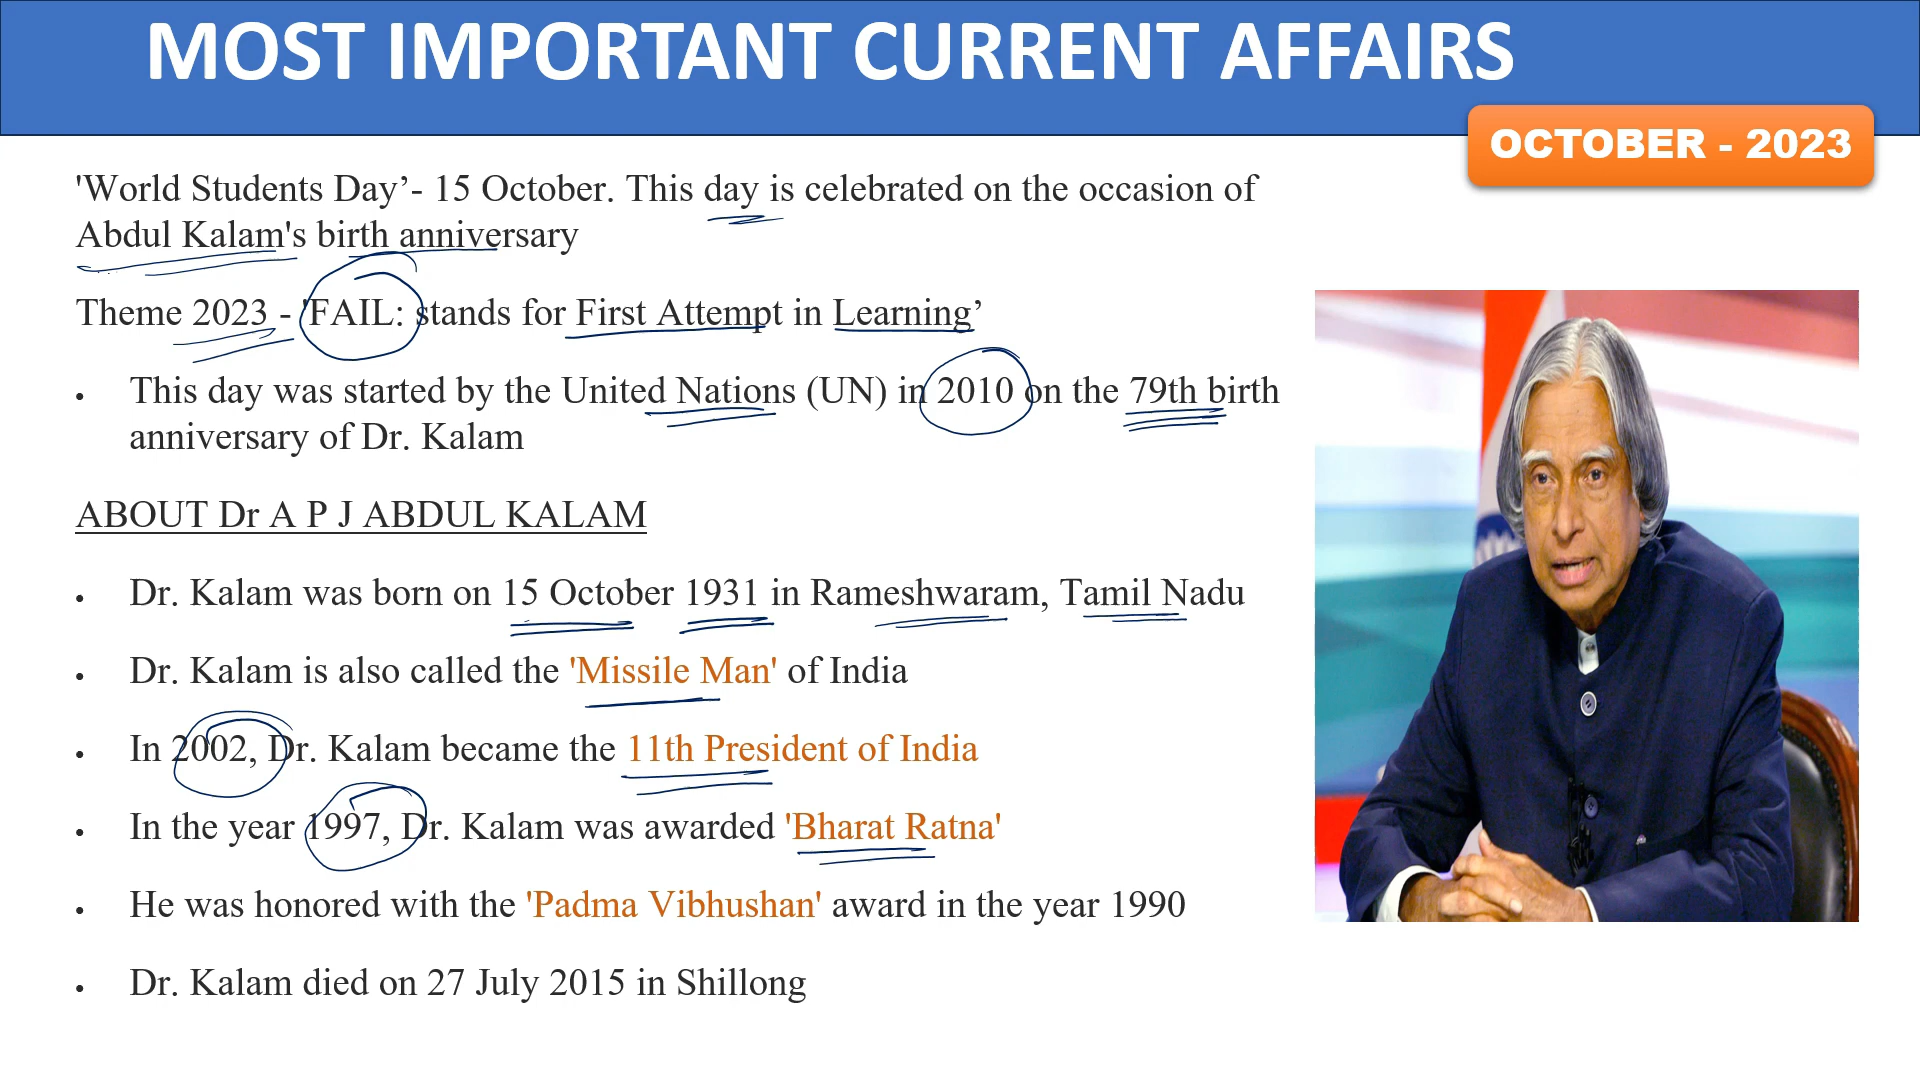 MOST IMPORTANT CURRENT AFFAIRS
OCTOBER - 2023
'World Students Day’- 15 October. This day is celebrated on the occasion of
Abdul Kalam's birth anniversary
Theme 2023 - 'FAIL: stands for First Attempt in Learning’
• This day was started by the United Nations (UN) in 2010 on the 79th birth
anniversary of Dr. Kalam
ABOUT Dr A P J ABDUL KALAM
• Dr. Kalam was born on 15 October 1931 in Rameshwaram, Tamil Nadu
• Dr. Kalam is also called the 'Missile Man' of India
• In 2002, Dr. Kalam became the 11th President of India
• In the year 1997, Dr. Kalam was awarded 'Bharat Ratna'
• He was honored with the 'Padma Vibhushan' award in the year 1990
• Dr. Kalam died on 27 July 2015 in Shillong